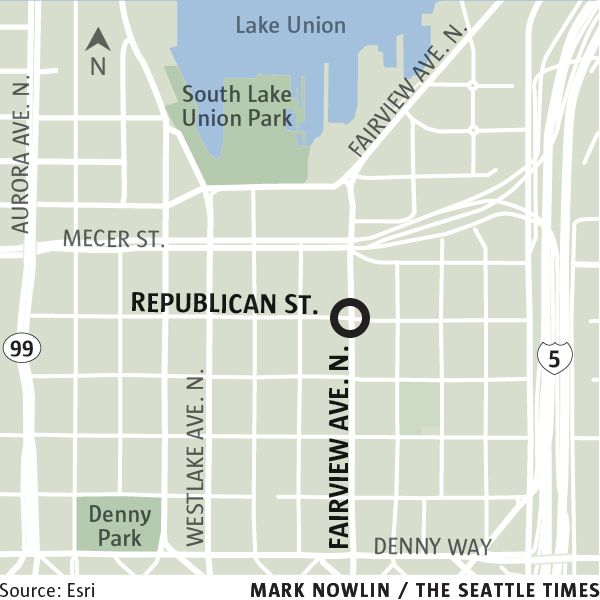 Lake Union
N
South Lake
Union Park
FAIRVIEW AVE. N.
AURORA AVE. N.
MECER ST.
REPUBLICAN ST.
99
5
WESTLAKE AVE. N.
FAIRVIEW AVE. N.
Denny
Park
DENNY WAY
Source: Esri
MARK NOWLIN / THE SEATTLE TIMES